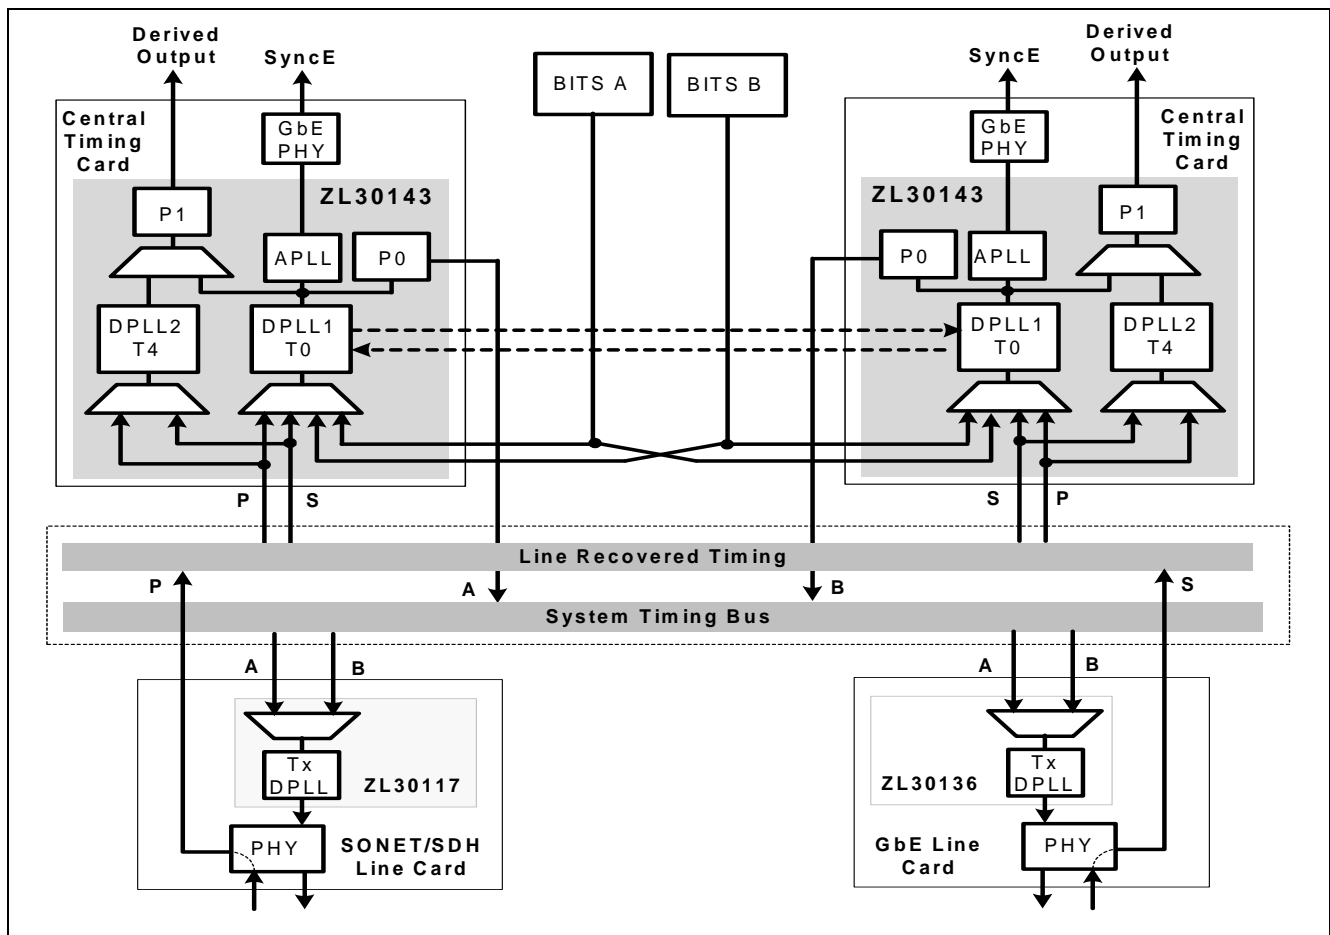 Derived
Output
SyncE
BITS A
BITS B
SyncE
Derived
Output
Central
Timing
Card
GbE
PHY
ZL30143
P1
APLL
P0
DPLL2
T4
DPLL1
T0
GbE
PHY
Central
Timing
Card
ZL30143
P1
P0
APLL
DPLL1
T0
DPLL2
T4
P
S
S
P
Line Recovered Timing
P
A
B
S
System Timing Bus
A
B
A
B
Tx
DPLL
ZL30117
PHY
SONET/SDH
Line Card
Tx
DPLL
ZL30136
PHY
GbE Line
Card